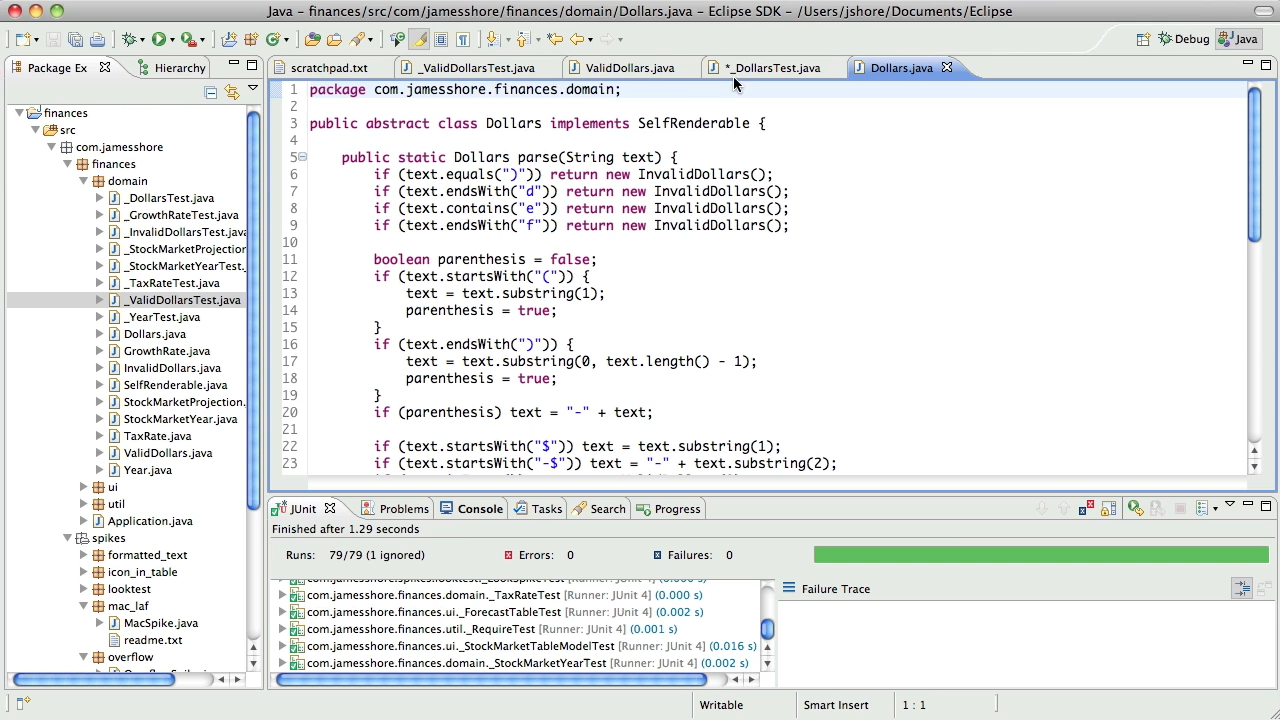 Java – finances/src/com/jamesshore/finances/domain/Dollars.java – Eclipse SDK – /Users/jshore/Documents/Eclipse
Debug
Java
Package Ex
Hierarchy
scratchpad.txt
_ValidDollarsTest.java
ValidDollars.java
*_DollarsTest.java
Dollars.java
finances
src
com.jamesshore
finances
domain
_DollarsTest.java
_GrowthRateTest.java
_InvalidDollarsTest.java
_StockMarketProjection
_StockMarketYearTest.
_TaxRateTest.java
_ValidDollarsTest.java
_YearTest.java
Dollars.java
GrowthRate.java
InvalidDollars.java
SelfRenderable.java
StockMarketProjection.
StockMarketYear.java
TaxRate.java
ValidDollars.java
Year.java
ui
util
Application.java
spikes
formatted_text
icon_in_table
looktest
mac_laf
MacSpike.java
readme.txt
overflow
1 package com.jamesshore.finances.domain;
2
3 public abstract class Dollars implements SelfRenderable {
4
5 public static Dollars parse(String text) {
6 if (text.equals(")")) return new InvalidDollars();
7 if (text.endsWith("d")) return new InvalidDollars();
8 if (text.contains("e")) return new InvalidDollars();
9 if (text.endsWith("f")) return new InvalidDollars();
10
11 boolean parenthesis = false;
12 if (text.startsWith("(")) {
13 text = text.substring(1);
14 parenthesis = true;
15 }
16 if (text.endsWith(")")) {
17 text = text.substring(0, text.length() - 1);
18 parenthesis = true;
19 }
20 if (parenthesis) text = "-" + text;
21
22 if (text.startsWith("$")) text = text.substring(1);
23 if (text.startsWith("-$")) text = "-" + text.substring(2);
JUnit
Problems
Console
Tasks
Search
Progress
Finished after 1.29 seconds
Runs: 79/79 (1 ignored)
Errors: 0
Failures: 0
com.jamesshore.finances.domain._TaxRateTest [Runner: JUnit 4] (0.000 s)
com.jamesshore.finances.ui._ForecastTableTest [Runner: JUnit 4] (0.002 s)
com.jamesshore.finances.util._RequireTest [Runner: JUnit 4] (0.001 s)
com.jamesshore.finances.ui._StockMarketTableModelTest [Runner: JUnit 4] (0.016 s)
com.jamesshore.finances.domain._StockMarketYearTest [Runner: JUnit 4] (0.002 s)
Failure Trace
Writable
Smart Insert
1 : 1